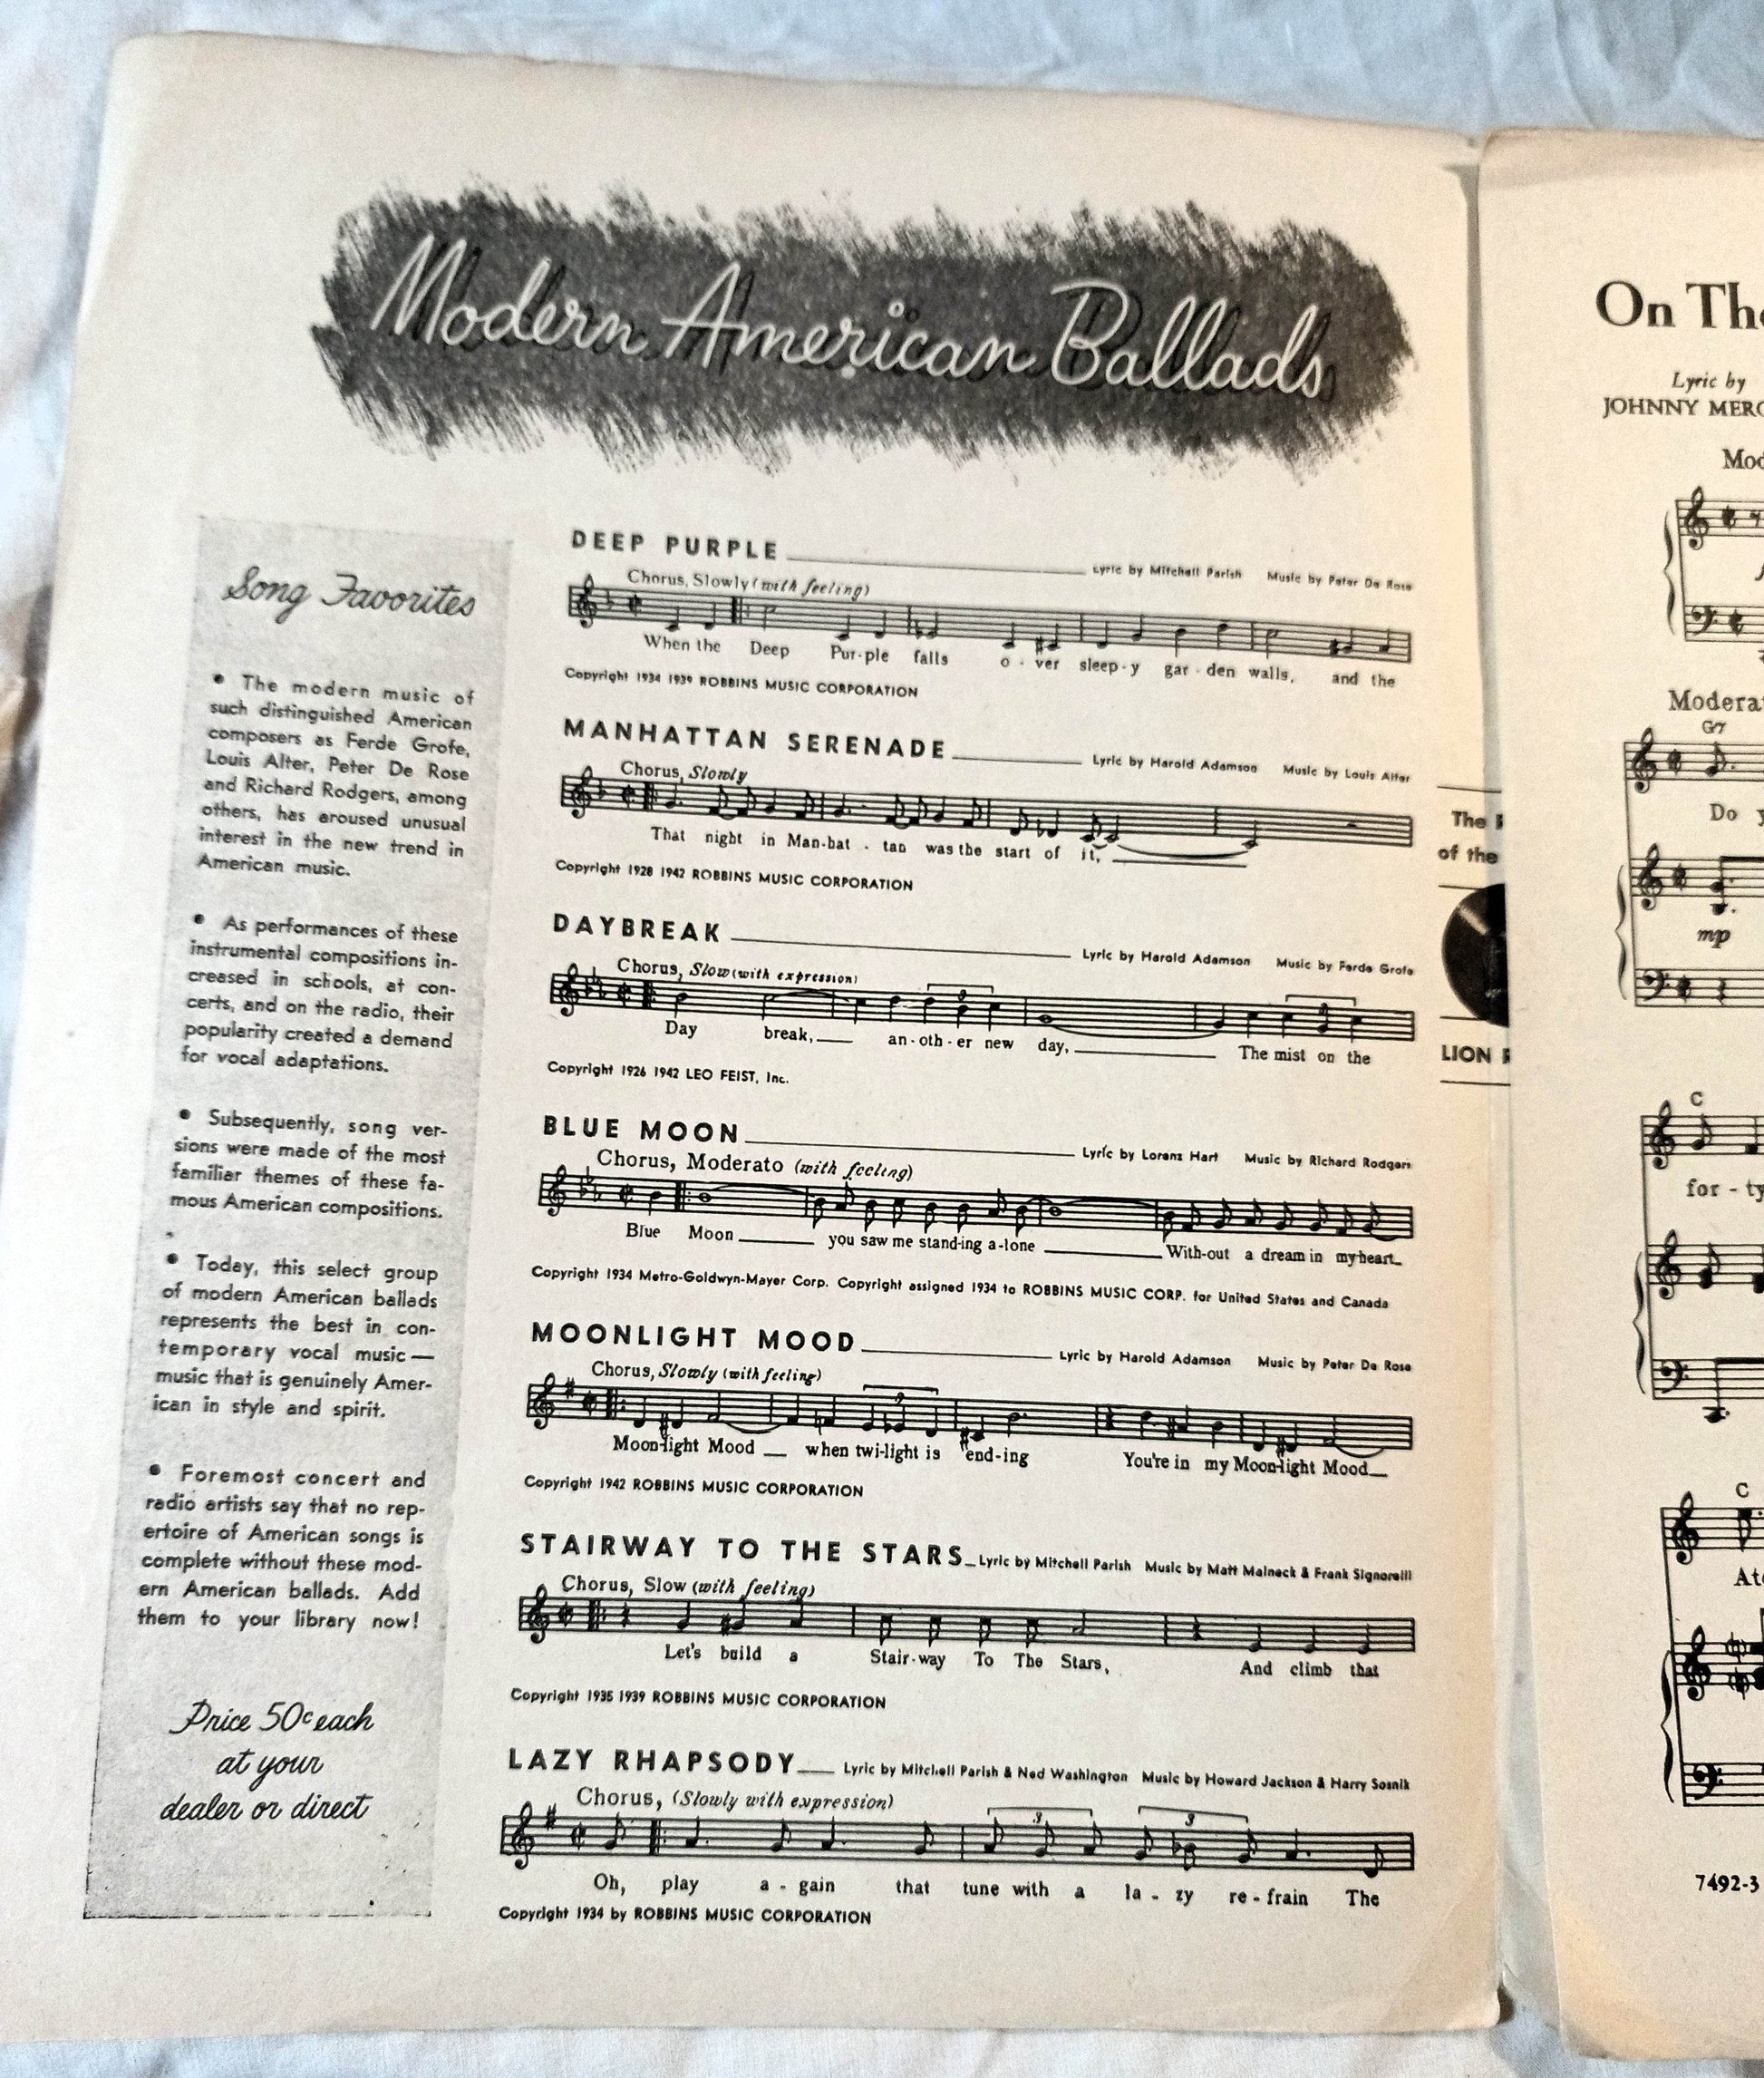 Modern American Ballads
Song Favorites
• The modern music of
such distinguished American
composers as Ferde Grofe,
Louis Alter, Peter De Rose
and Richard Rodgers, among
others, has aroused unusual
interest in the new trend in
American music.
• As performances of these
instrumental compositions in-
creased in schools, at con-
certs, and on the radio, their
popularity created a demand
for vocal adaptations.
• Subsequently, song ver-
sions were made of the most
familiar themes of these fa-
mous American compositions.
• Today, this select group
of modern American ballads
represents the best in con-
temporary vocal music —
music that is genuinely Amer-
ican in style and spirit.
• Foremost concert and
radio artists say that no rep-
ertoire of American songs is
complete without these mod-
ern American ballads. Add
them to your library now!
Price 50c each
at your
dealer or direct
DEEP PURPLE Lyric by Mitchell Parish Music by Peter De Rose
Chorus, Slowly (with feeling)
When the Deep Pur-ple falls o-ver sleep-y gar-den walls, and the
Copyright 1934 1939 ROBBINS MUSIC CORPORATION
MANHATTAN SERENADE Lyric by Harold Adamson Music by Louis Alter
Chorus, Slowly
That night in Man-hat-tan was the start of it,
Copyright 1928 1942 ROBBINS MUSIC CORPORATION
DAYBREAK Lyric by Harold Adamson Music by Ferde Grofe
Chorus, Slow (with expression)
3 3
Day break, an-oth-er new day, The mist on the
Copyright 1926 1942 LEO FEIST, Inc.
BLUE MOON Lyric by Lorenz Hart Music by Richard Rodgers
Chorus, Moderato (with feeling)
Blue Moon you saw me stand-ing a-lone With-out a dream in my heart
Copyright 1934 Metro-Goldwyn-Mayer Corp. Copyright assigned 1934 to ROBBINS MUSIC CORP. for United States and Canada
MOONLIGHT MOOD Lyric by Harold Adamson Music by Peter De Rose
Chorus, Slowly (with feeling)
3
Moon-light Mood when twi-light is end-ing You're in my Moon-light Mood
Copyright 1942 ROBBINS MUSIC CORPORATION
STAIRWAY TO THE STARS Lyric by Mitchell Parish Music by Matt Malneck & Frank Signorelli
Chorus, Slow (with feeling)
Let's build a Stair-way To The Stars, And climb that
Copyright 1935 1939 ROBBINS MUSIC CORPORATION
LAZY RHAPSODY Lyric by Mitchell Parish & Ned Washington Music by Howard Jackson & Harry Sosnik
Chorus, (Slowly with expression)
3 3
Oh, play a-gain that tune with a la-zy re-frain The
Copyright 1934 by ROBBINS MUSIC CORPORATION
The
of the
LION
On The
Lyric by
JOHNNY MERC
Mod
Moderat
G7
Do
mp
C
for - ty
C
At
7492-3